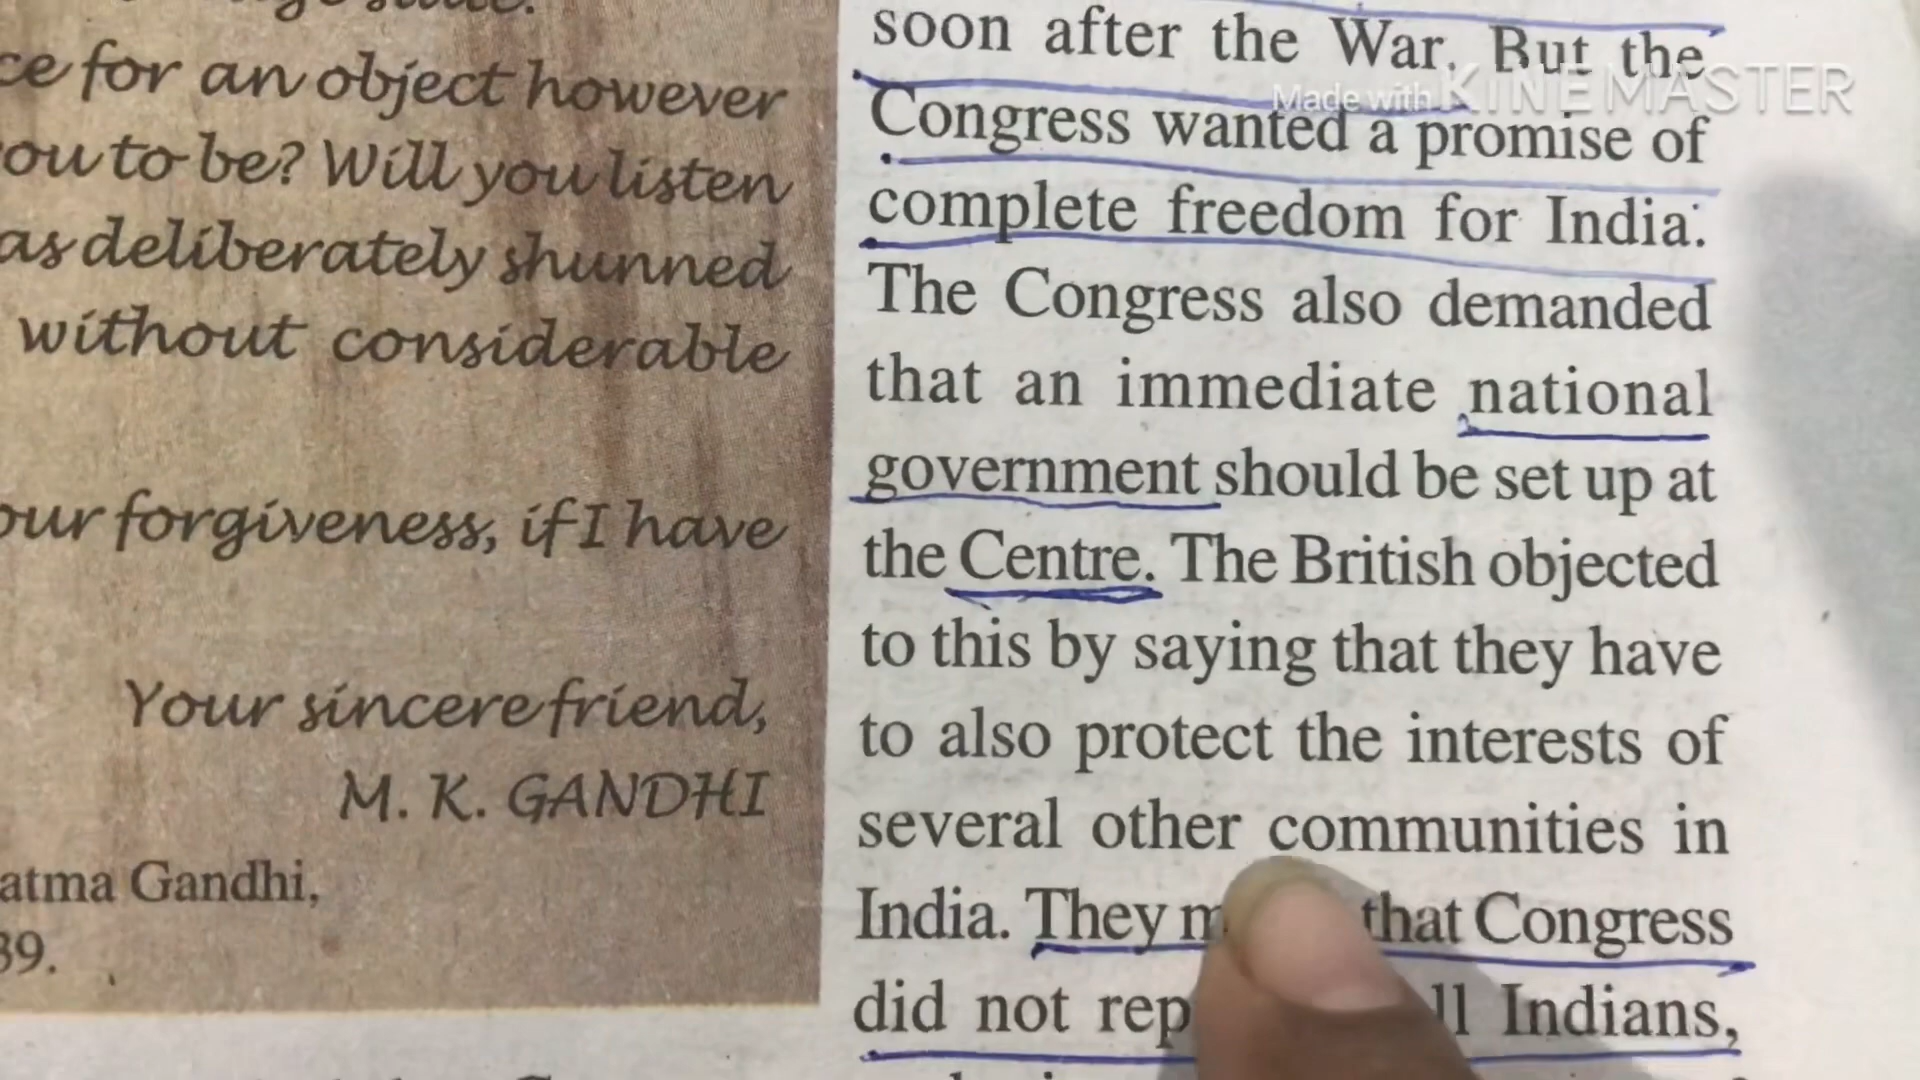 ce for an object however
you to be? Will you listen
as deliberately shunned
without considerable
our forgiveness, if I have
Your sincere friend,
M. K. GANDHI
atma Gandhi,
39.
soon after the War. But the
Congress wanted a promise of
complete freedom for India.
The Congress also demanded
that an immediate national
government should be set up at
the Centre. The British objected
to this by saying that they have
to also protect the interests of
several other communities in
India. They m that Congress
did not rep ll Indians,
Made with KINEMASTER